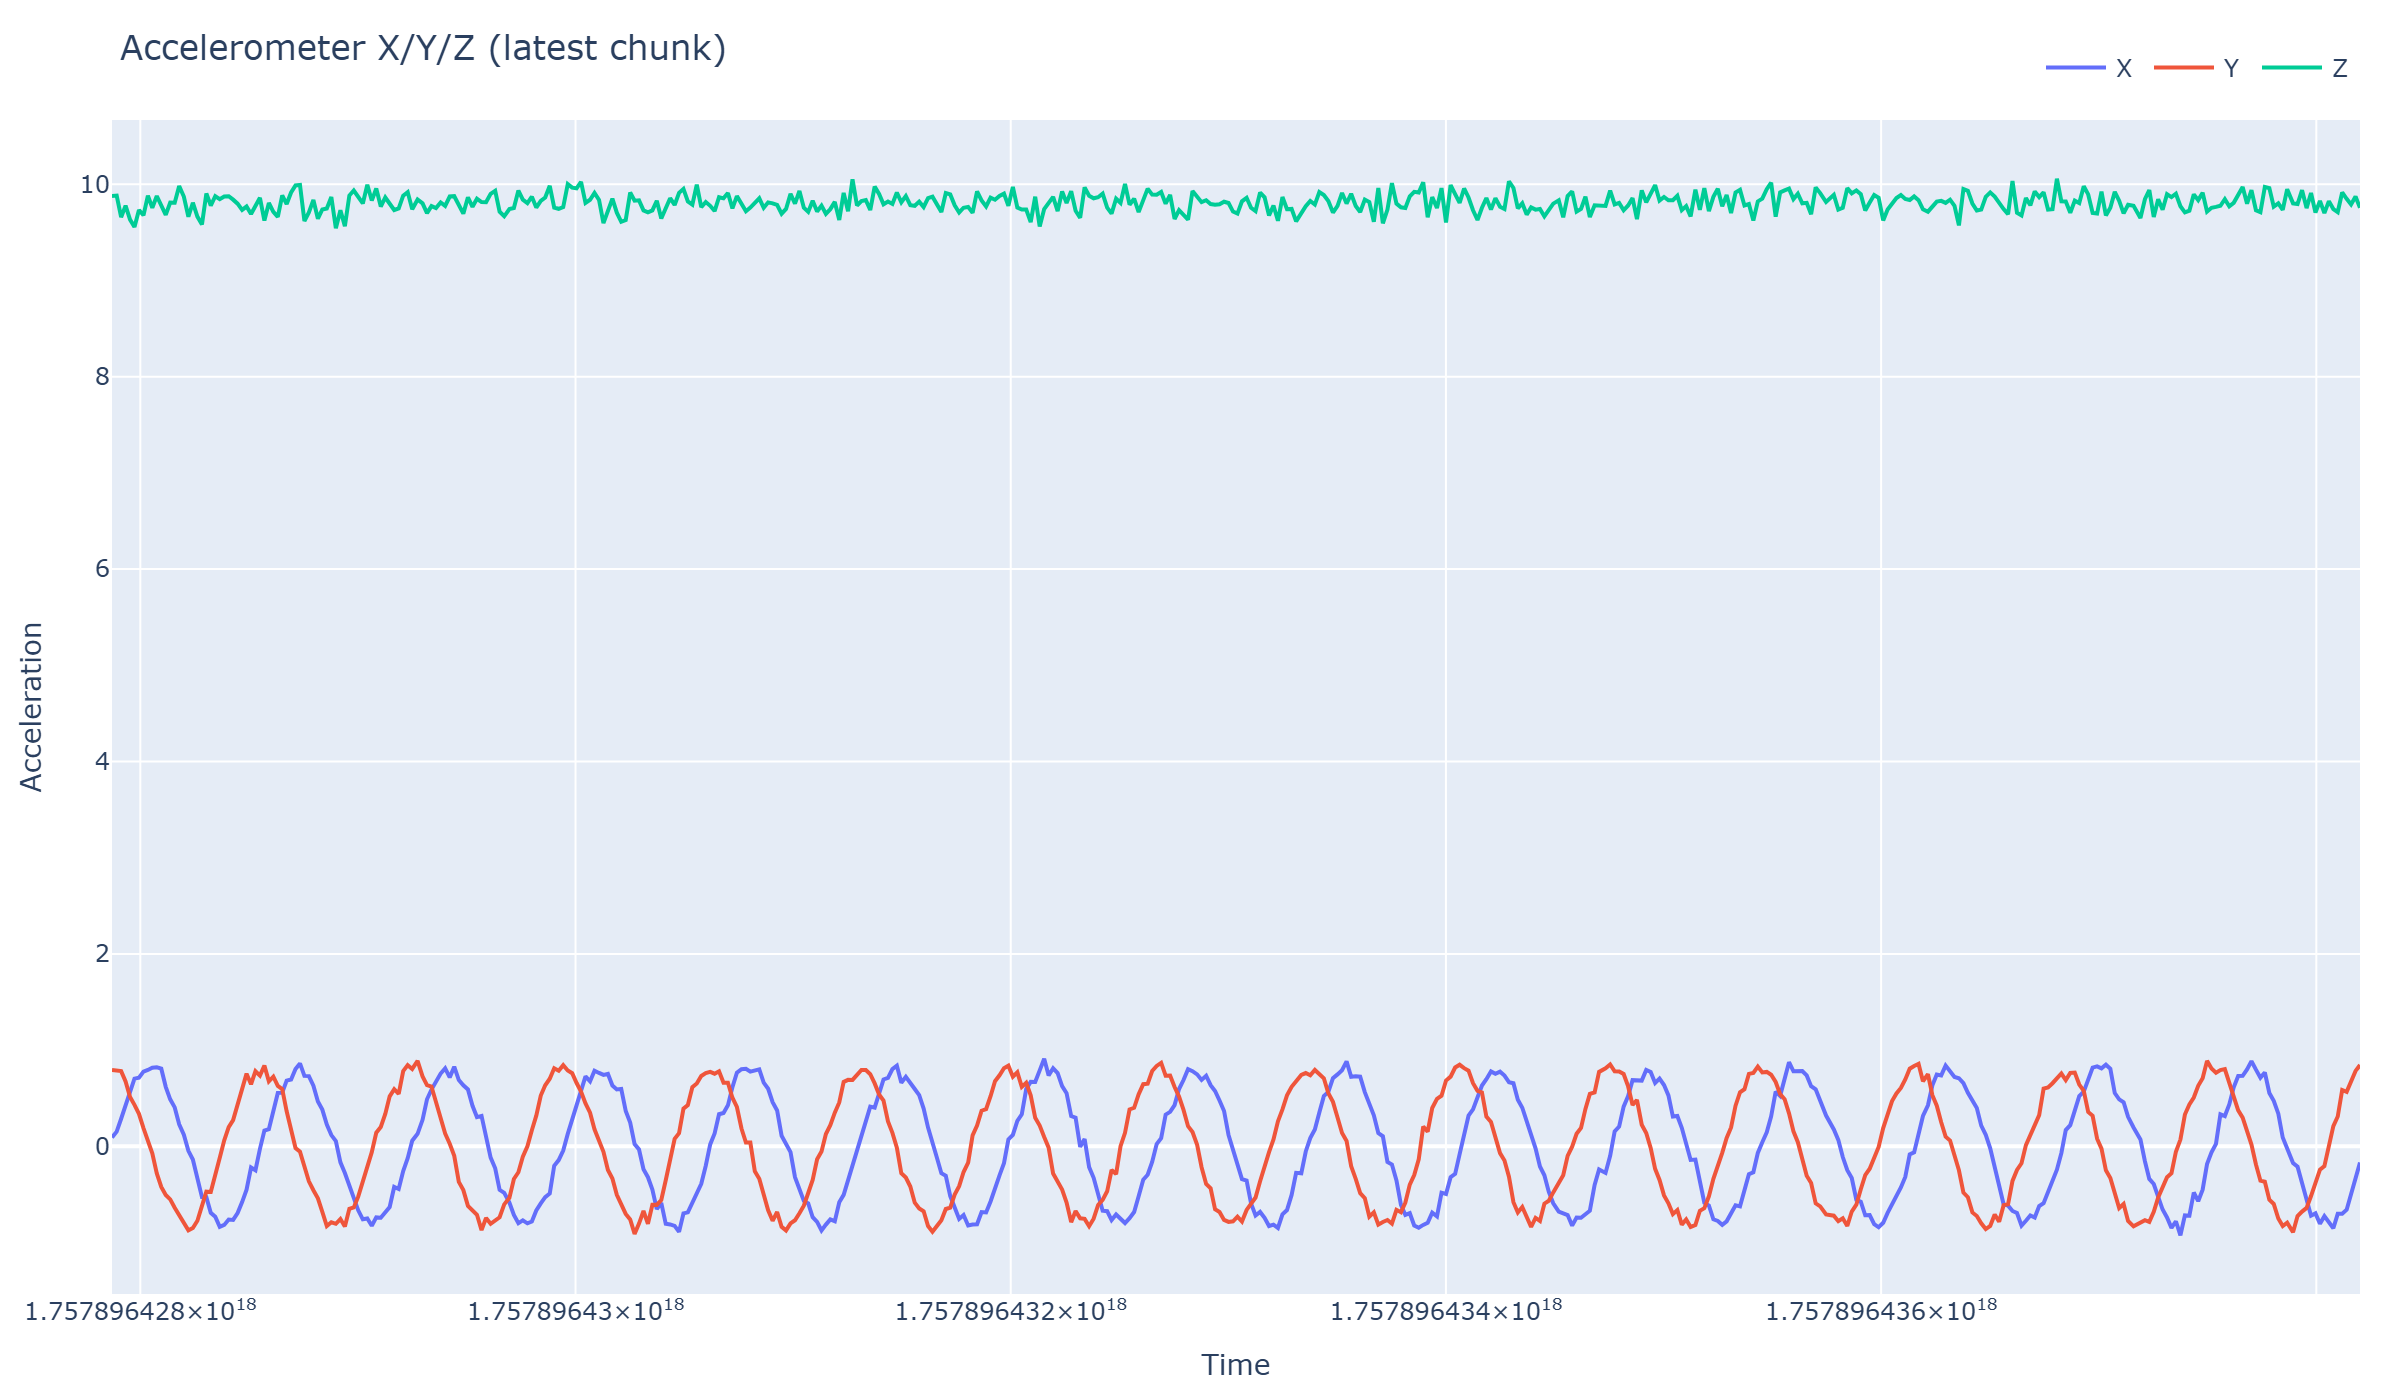 Accelerometer X/Y/Z (latest chunk)
X Y Z
10
8
6
4
2
0
Acceleration
1.757896428×10¹⁸ 1.75789643×10¹⁸ 1.757896432×10¹⁸ 1.757896434×10¹⁸ 1.757896436×10¹⁸
Time